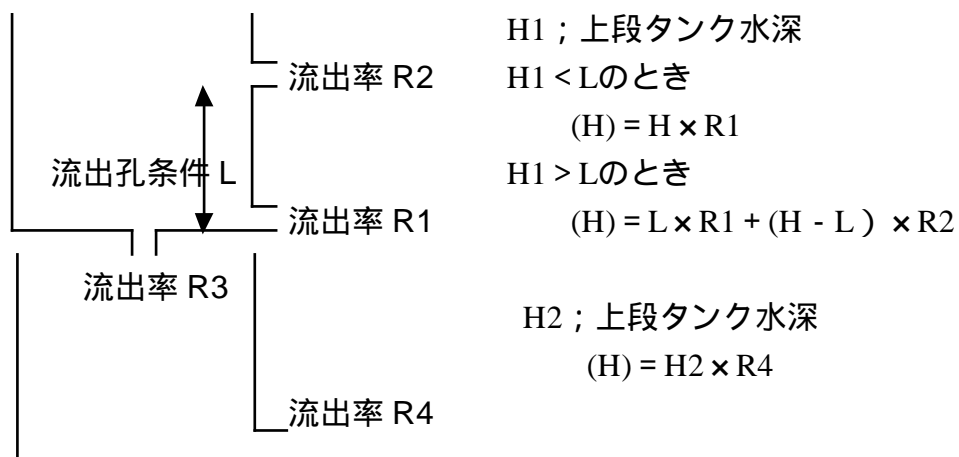 H1；上段タンク水深
流出率 R2
H1＜Lのとき
(H)＝H×R1
流出孔条件 L
H1＞Lのとき
流出率 R1
(H)＝L×R1＋(H－L）×R2
流出率 R3
H2；上段タンク水深
(H)＝H2×R4
流出率 R4